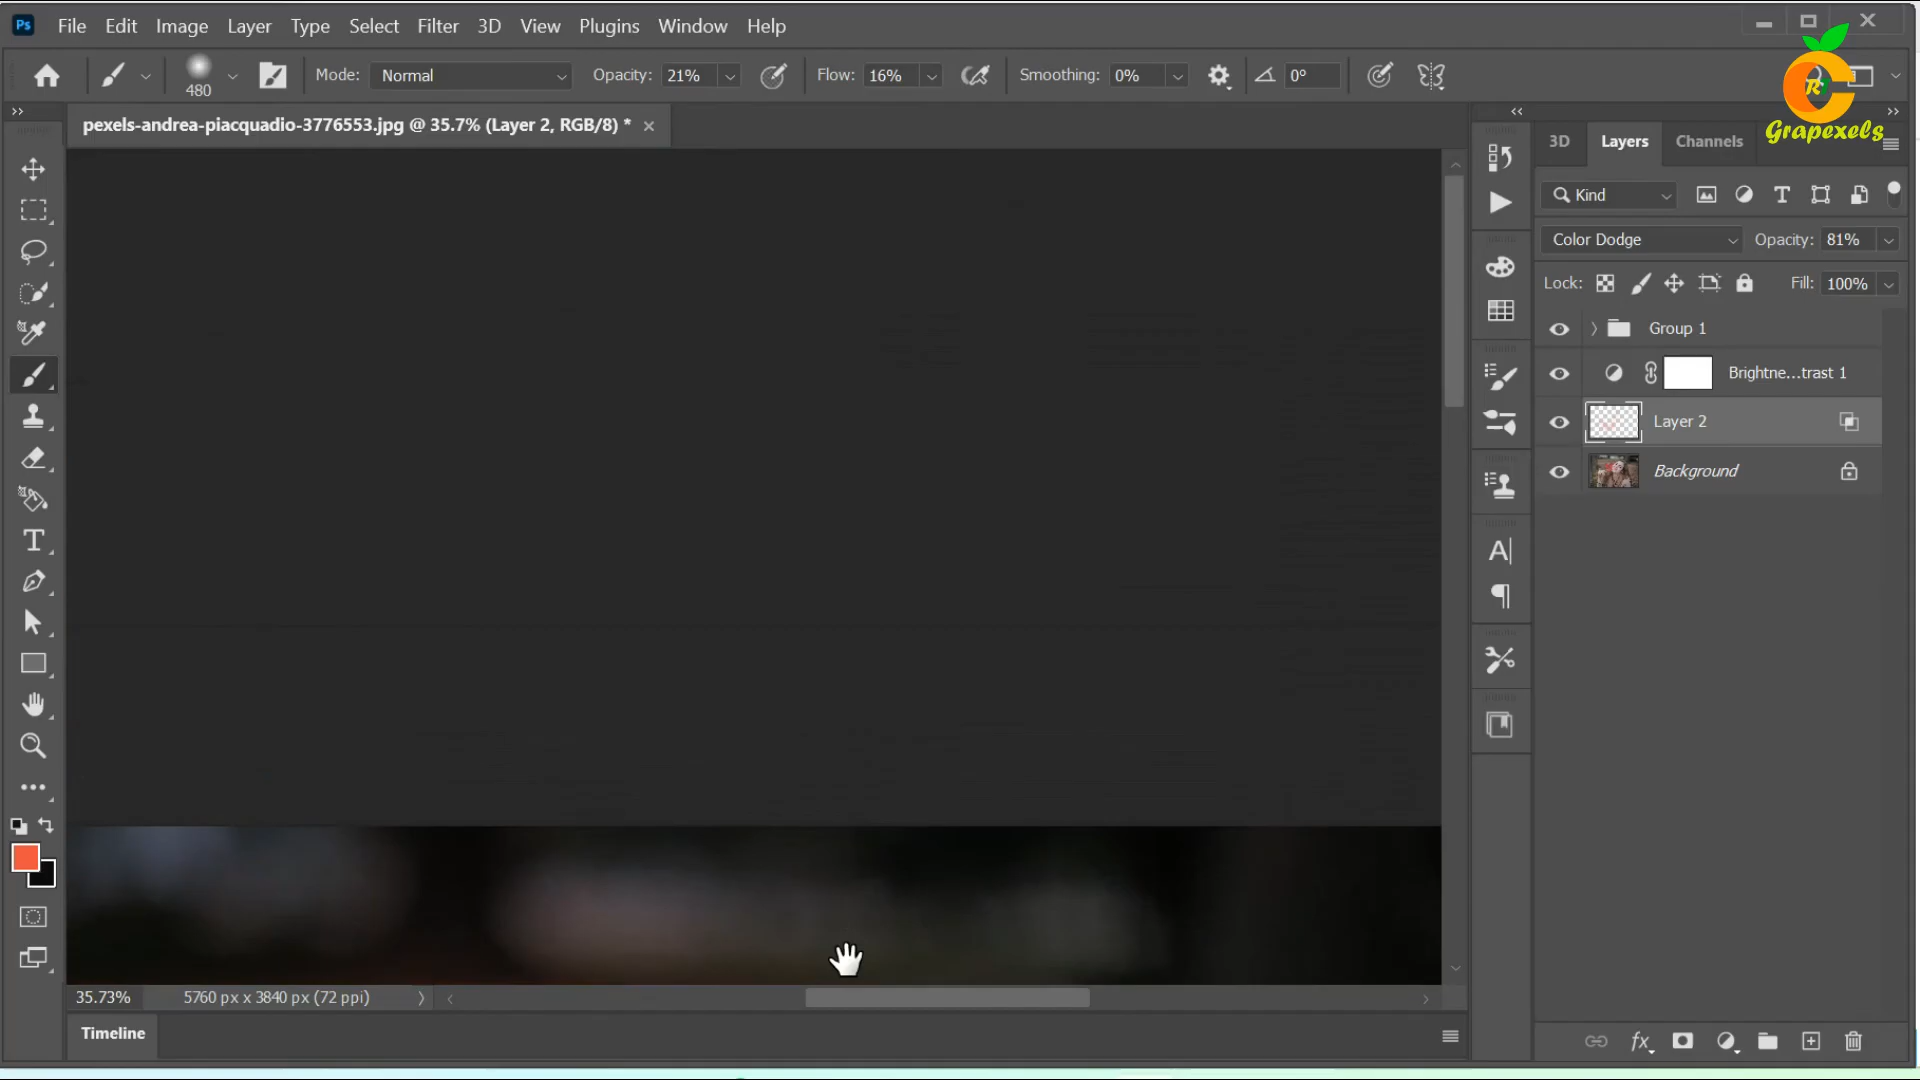 Ps File Edit Image Layer Type Select Filter 3D View Plugins Window Help
480 Mode: Normal Opacity: 21% Flow: 16% Smoothing: 0% 0°
Grapexels
pexels-andrea-piacquadio-3776553.jpg @ 35.7% (Layer 2, RGB/8) *
3D Layers Channels
Kind
Color Dodge Opacity: 81%
Lock: Fill: 100%
Group 1
Brightne...trast 1
Layer 2
Background
35.73% 5760 px x 3840 px (72 ppi)
Timeline